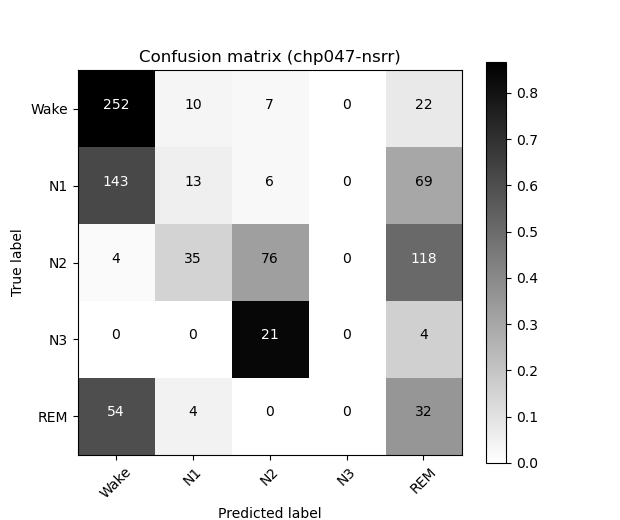 Confusion matrix (chp047-nsrr)
Wake 252 10 7 0 22
N1 143 13 6 0 69
N2 4 35 76 0 118
N3 0 0 21 0 4
REM 54 4 0 0 32
Wake N1 N2 N3 REM
True label
Predicted label
0.8
0.7
0.6
0.5
0.4
0.3
0.2
0.1
0.0